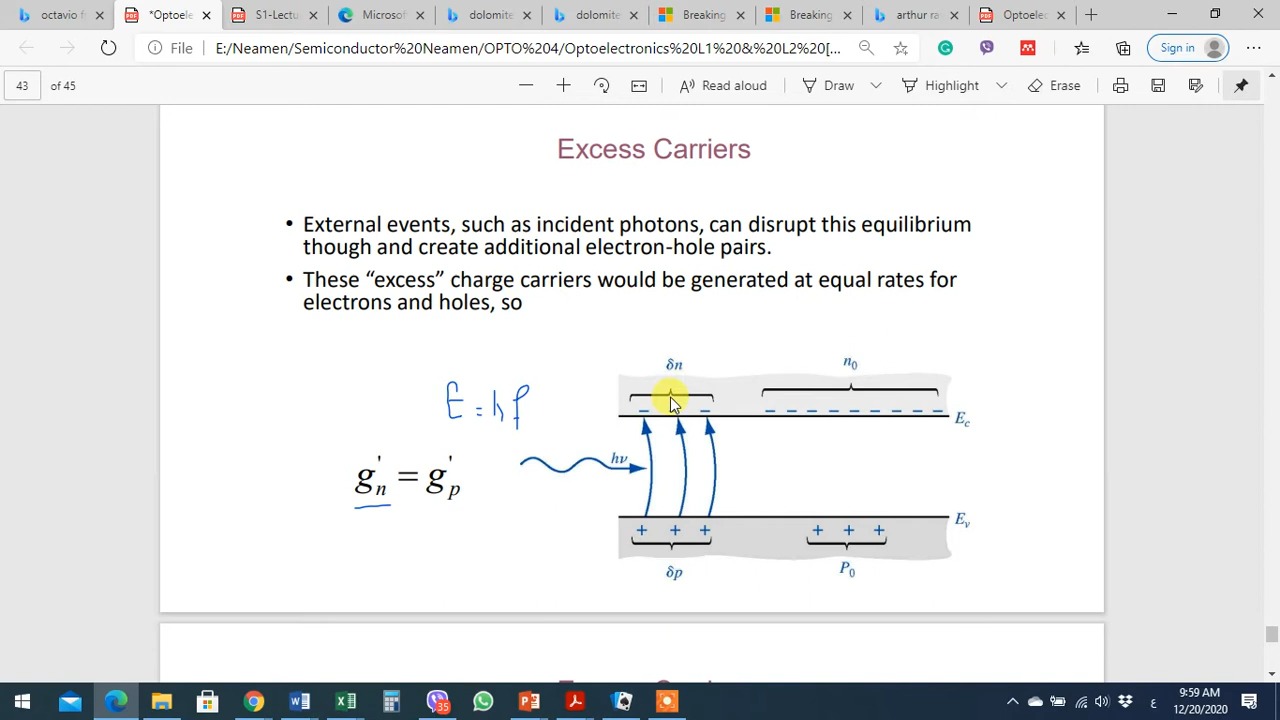 octavio f
*Optoele
S1-Lectu
Microsof
dolomite
dolomite
Breaking
Breaking
arthur ra
Optoelec
File
E:/Neamen/Semiconductor%20Neamen/OPTO%204/Optoelectronics%20L1%20&%20L2%20[...
Sign in
43 of 45
Read aloud
Draw
Highlight
Erase
Excess Carriers
• External events, such as incident photons, can disrupt this equilibrium
though and create additional electron-hole pairs.
• These “excess” charge carriers would be generated at equal rates for
electrons and holes, so
δn
n0
E = hf
Ec
hν
g'n = g'p
Ev
δp
P0
35
ع
9:59 AM
12/20/2020